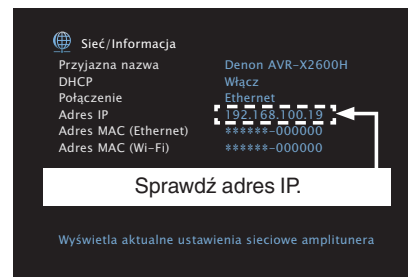 Sieć/Informacja
Przyjazna nazwa Denon AVR-X2600H
DHCP Włącz
Połączenie Ethernet
Adres IP 192.168.100.19
Adres MAC (Ethernet) ******-000000
Adres MAC (Wi-Fi) ******-000000
Sprawdź adres IP.
Wyświetla aktualne ustawienia sieciowe amplitunera